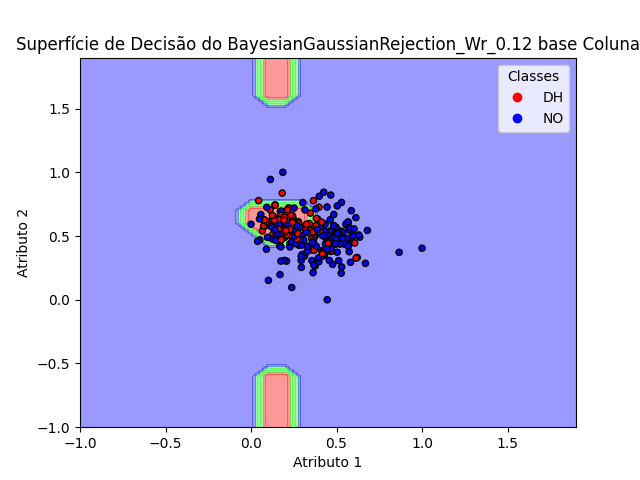 Superfície de Decisão do BayesianGaussianRejection_Wr_0.12 base Coluna
Classes
DH
NO
Atributo 2
1.5
1.0
0.5
0.0
−0.5
−1.0
−1.0
−0.5
0.0
0.5
1.0
1.5
Atributo 1